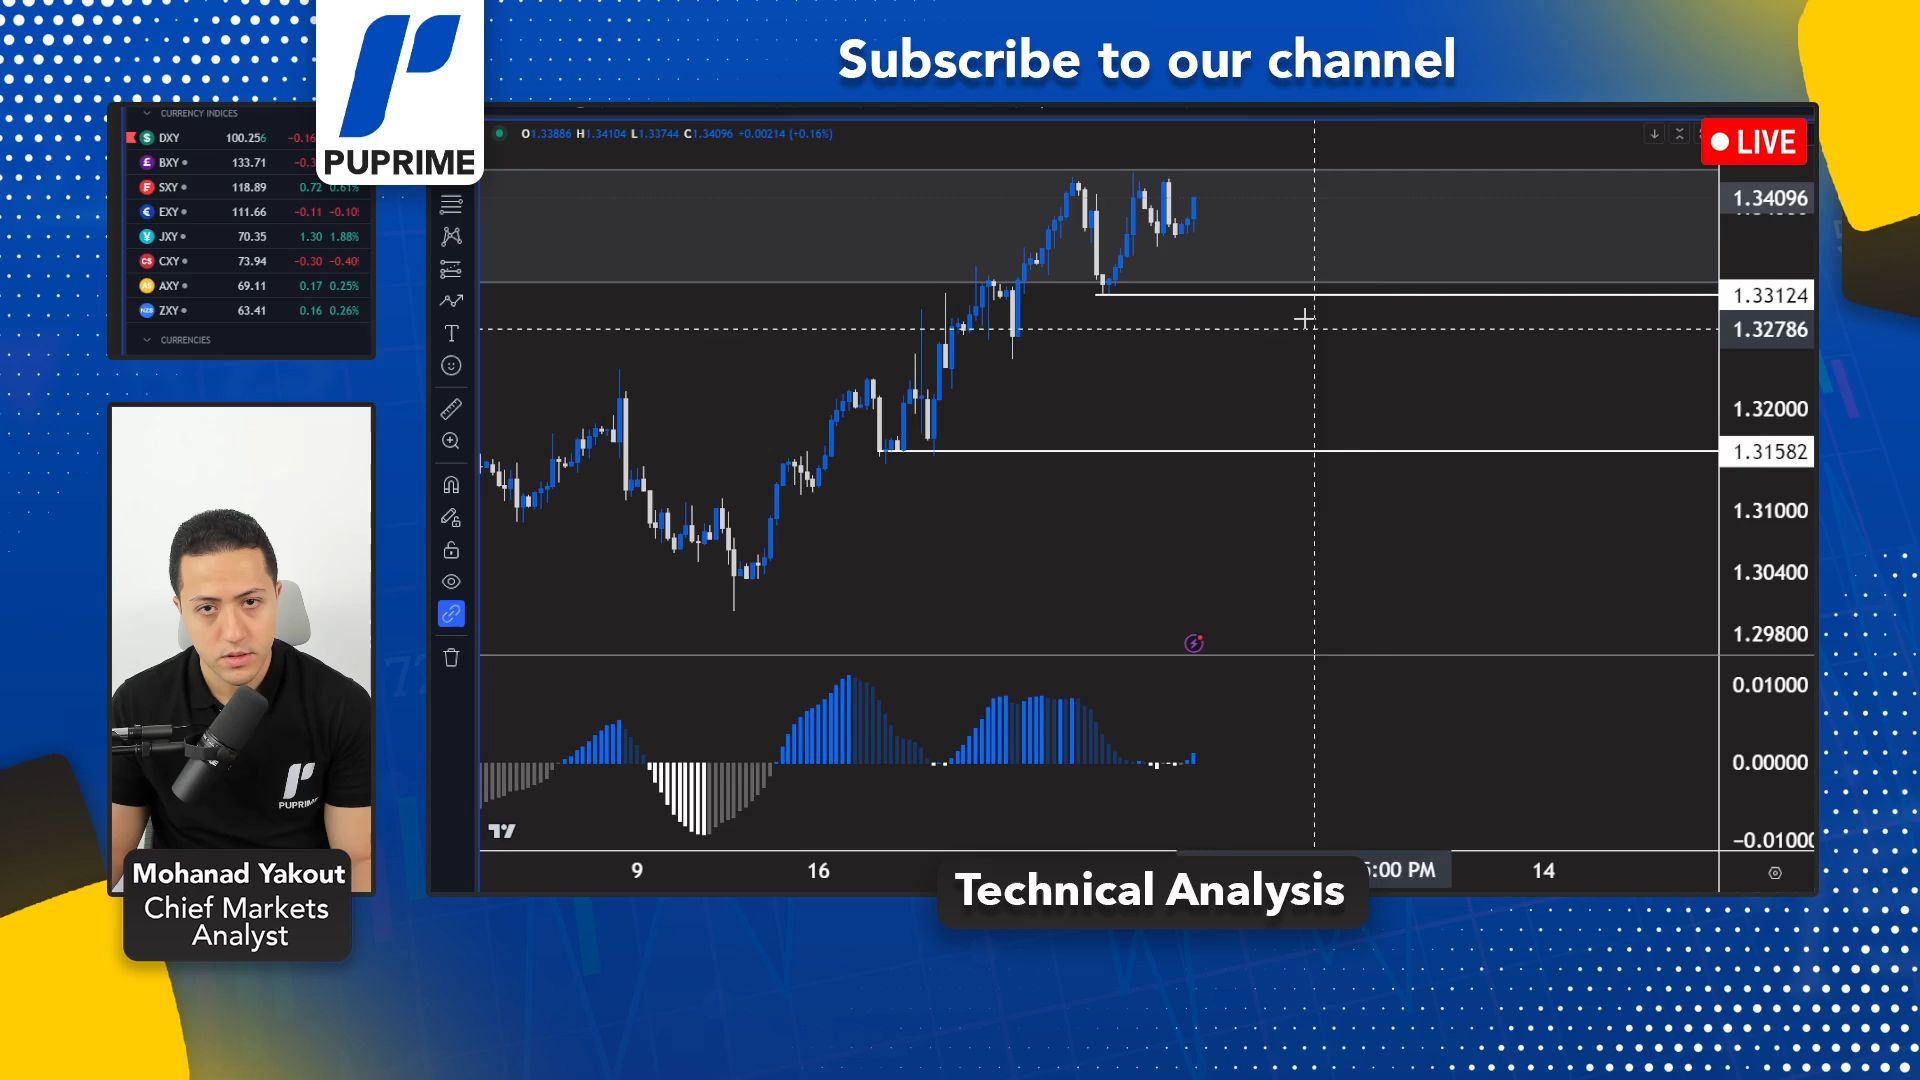 Subscribe to our channel
PUPRIME
LIVE
CURRENCY INDICES
DXY 100.256 -0.16
BXY 133.71 -0.3
SXY 118.89 0.72 0.61%
EXY 111.66 -0.11 -0.10
JXY 70.35 1.30 1.88%
CXY 73.94 -0.30 -0.40
AXY 69.11 0.17 0.25%
ZXY 63.41 0.16 0.26%
CURRENCIES
O1.33886 H1.34104 L1.33744 C1.34096 +0.00214 (+0.16%)
1.34096
1.33124
1.32786
1.32000
1.31582
1.31000
1.30400
1.29800
0.01000
0.00000
-0.0100
9 16 5:00 PM 14
Technical Analysis
PUPRIM
Mohanad Yakout
Chief Markets
Analyst